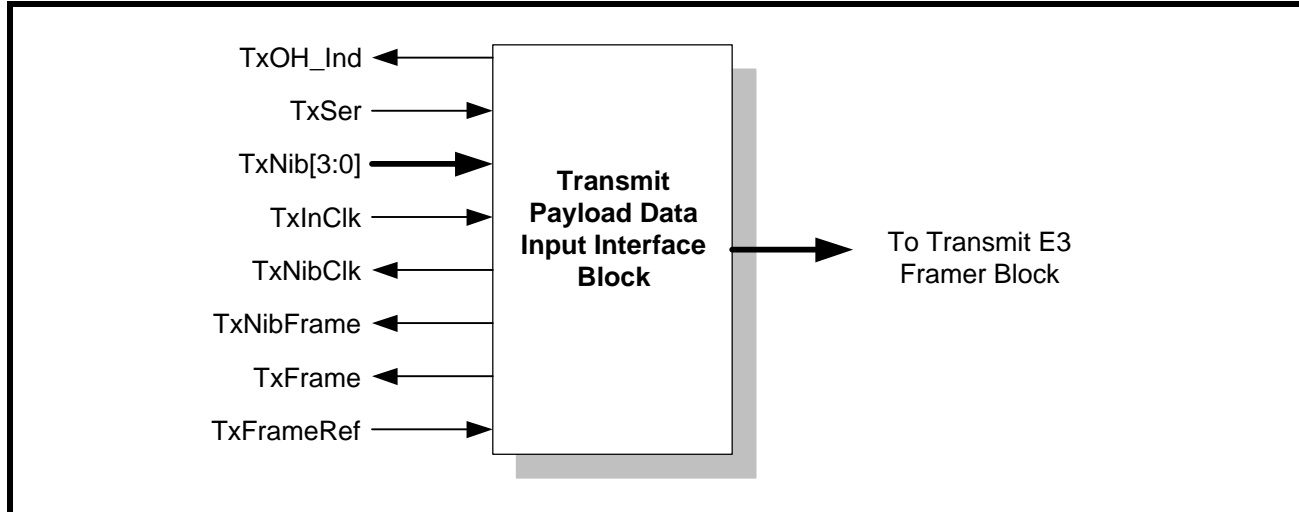 TxOH_Ind
TxSer
TxNib[3:0]
TxInClk
TxNibClk
TxNibFrame
TxFrame
TxFrameRef
Transmit
Payload Data
Input Interface
Block
To Transmit E3
Framer Block